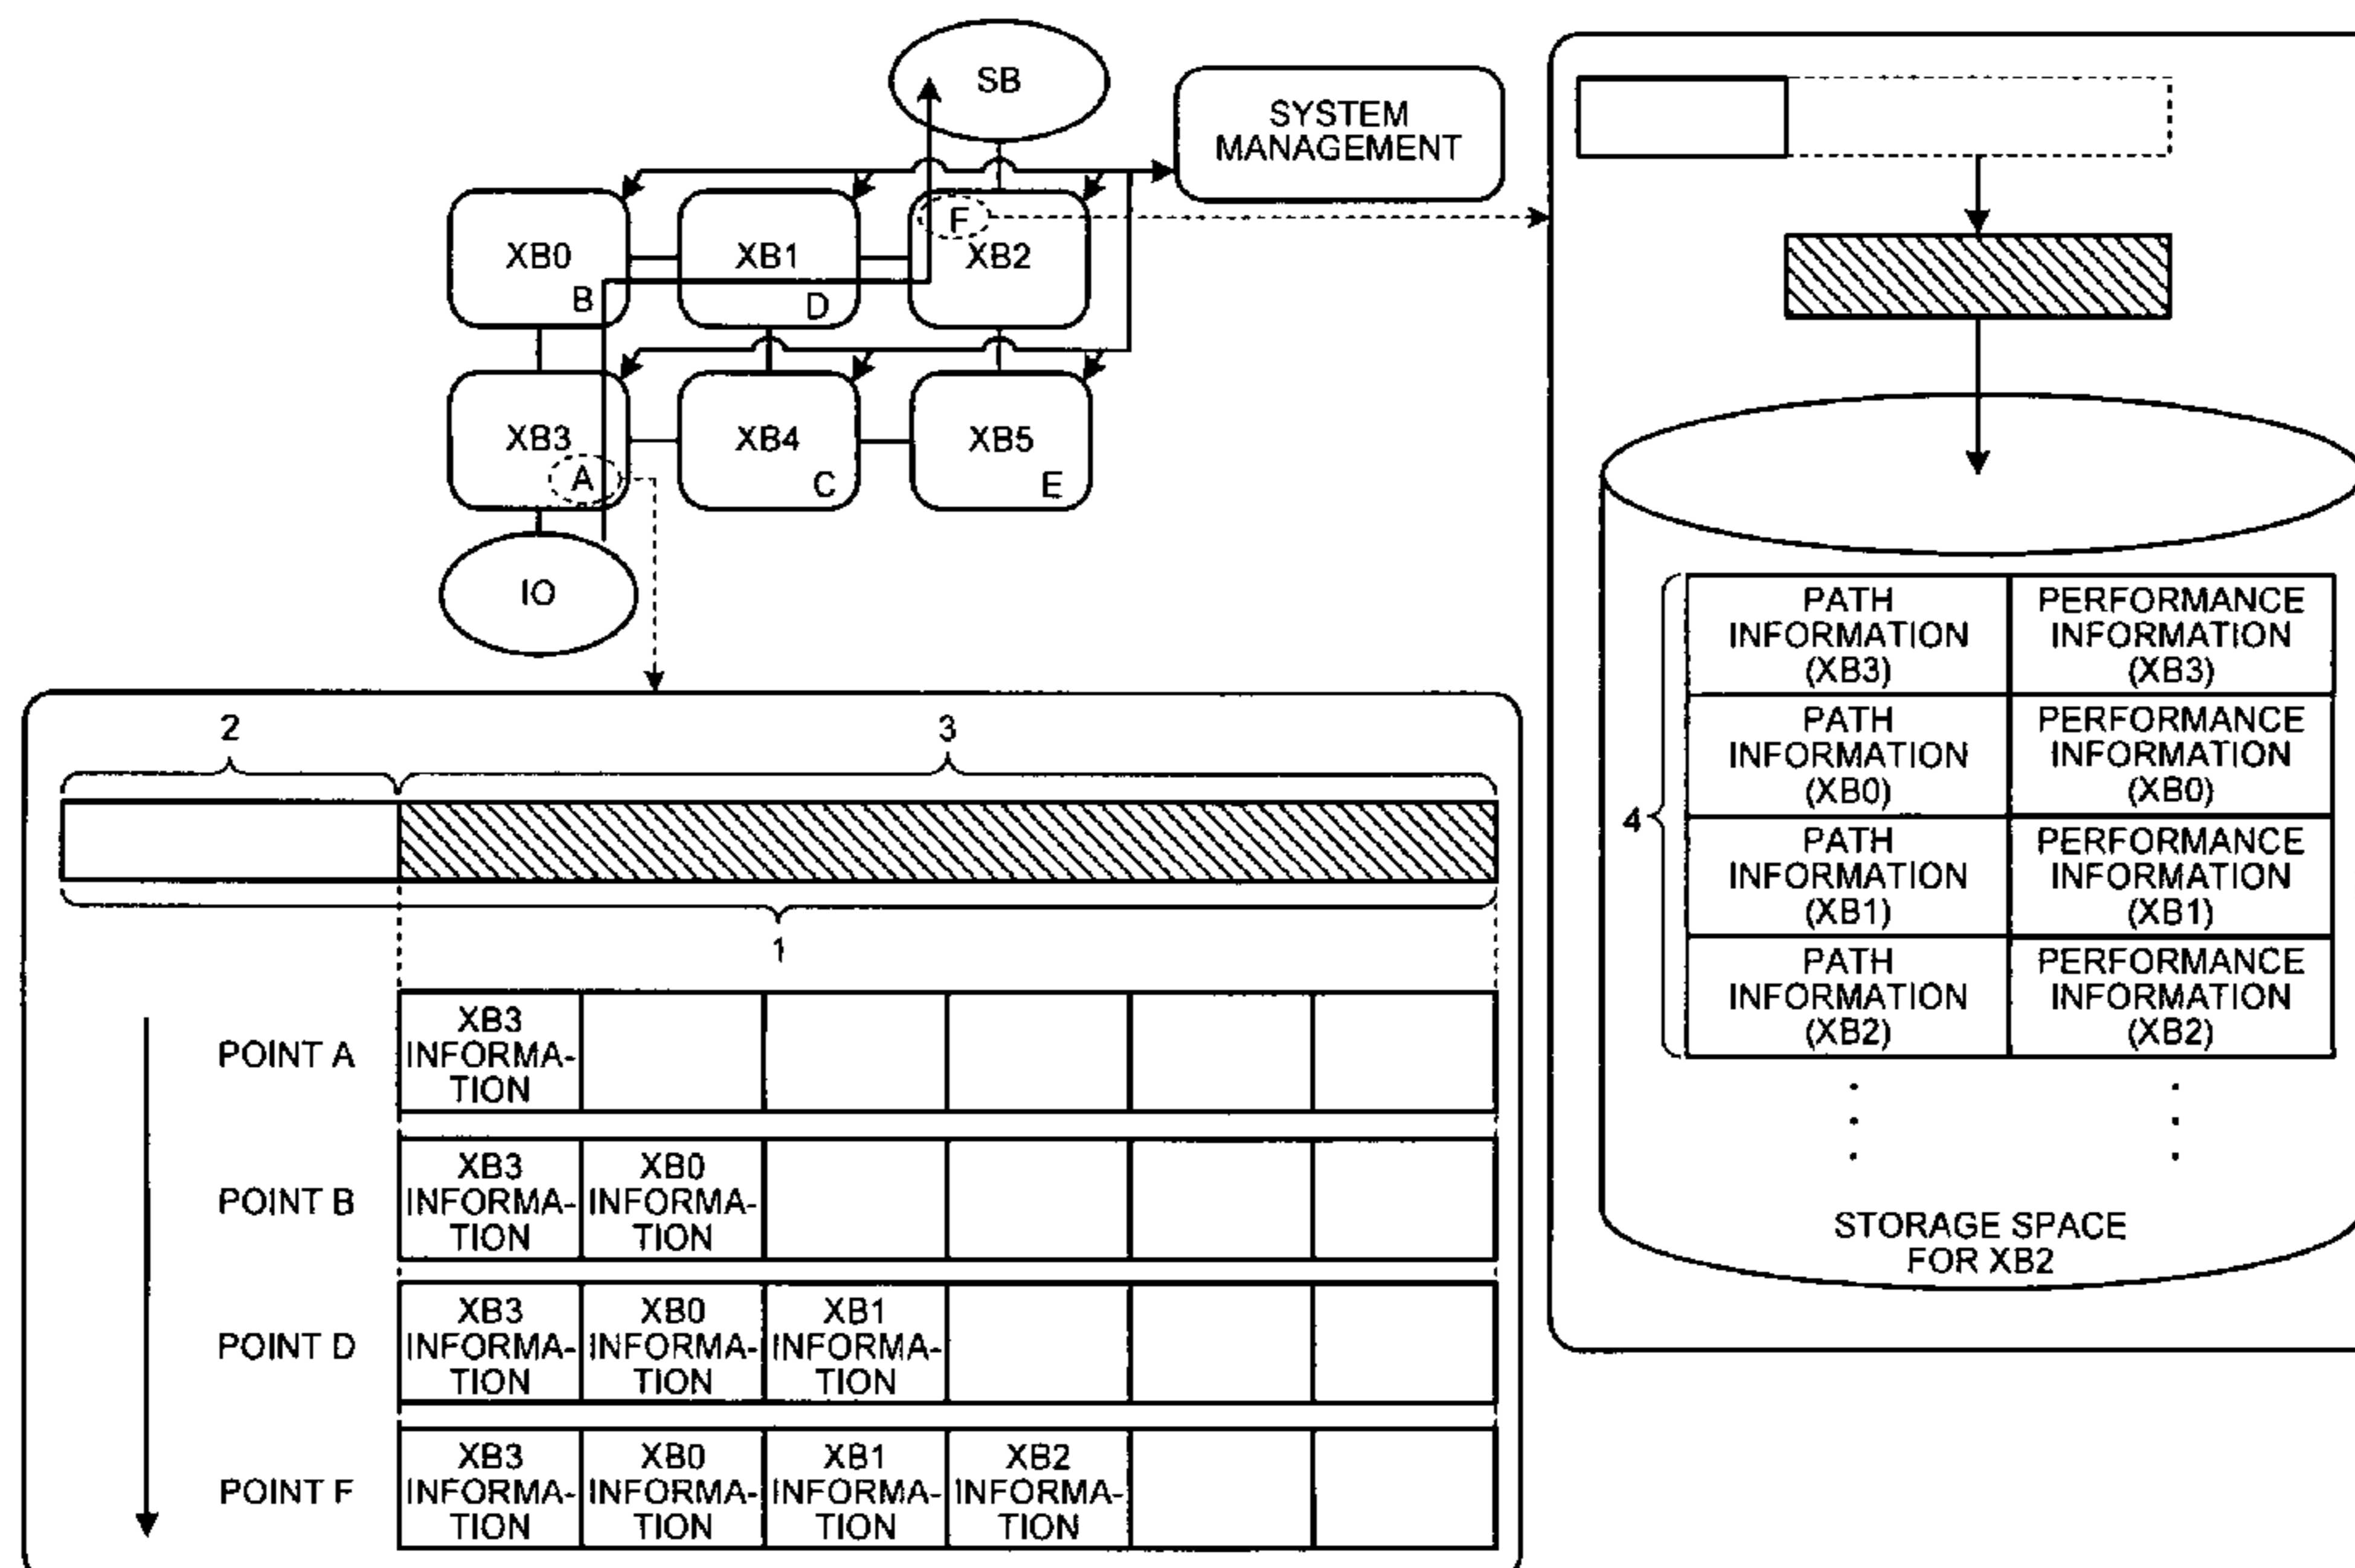 SB
SYSTEM
MANAGEMENT
F
XB0
XB1
XB2
B
D
XB3
XB4
XB5
A
C
E
IO
2
3
1
POINT A
XB3
INFORMA-
TION
POINT B
XB3
INFORMA-
TION
XB0
INFORMA-
TION
POINT D
XB3
INFORMA-
TION
XB0
INFORMA-
TION
XB1
INFORMA-
TION
POINT F
XB3
INFORMA-
TION
XB0
INFORMA-
TION
XB1
INFORMA-
TION
XB2
INFORMA-
TION
4
PATH
INFORMATION
(XB3)
PERFORMANCE
INFORMATION
(XB3)
PATH
INFORMATION
(XB0)
PERFORMANCE
INFORMATION
(XB0)
PATH
INFORMATION
(XB1)
PERFORMANCE
INFORMATION
(XB1)
PATH
INFORMATION
(XB2)
PERFORMANCE
INFORMATION
(XB2)
STORAGE SPACE
FOR XB2